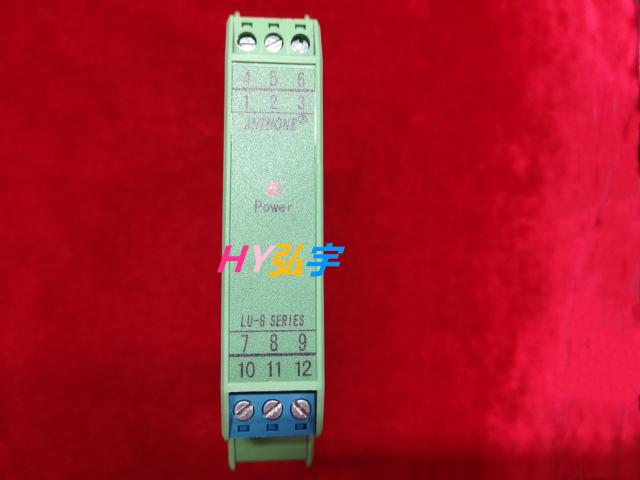 4 5 6
1 2 3
ANTHONE®
Power
HY弘宇
LU-G SERIES
7 8 9
10 11 12